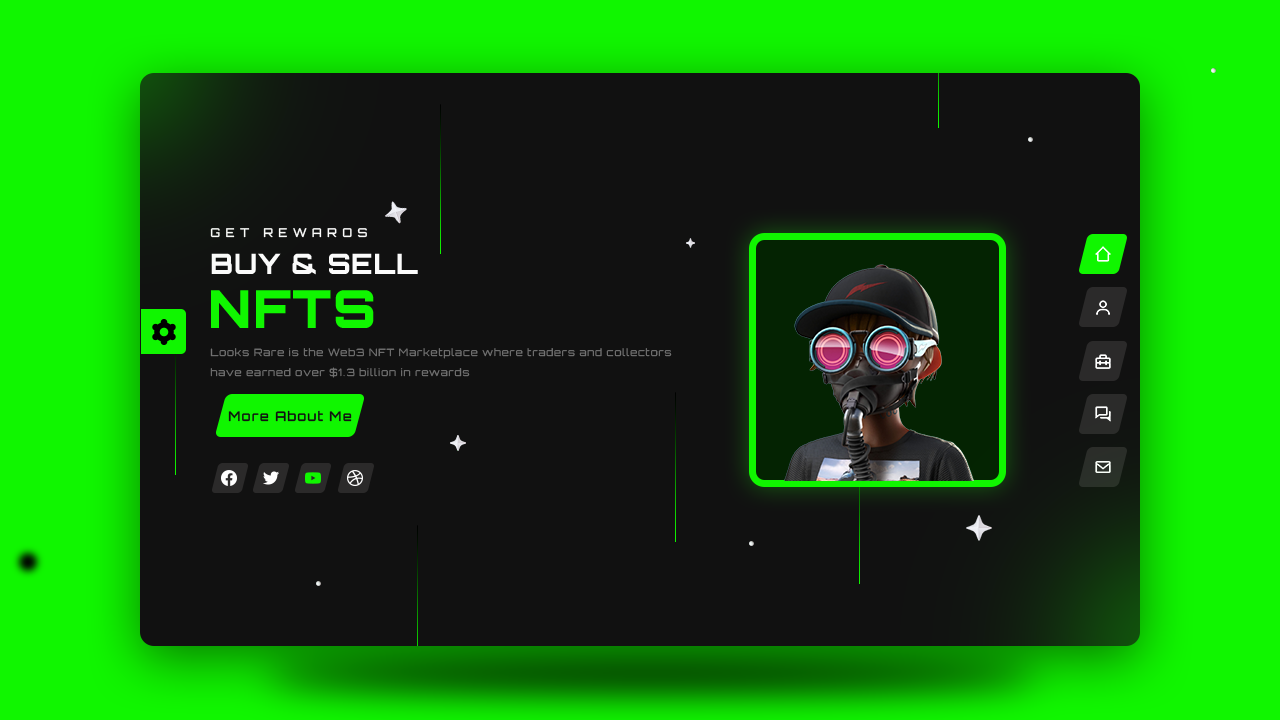 GET REWARDS
BUY & SELL
NFTS
Looks Rare is the Web3 NFT Marketplace where traders and collectors
have earned over $1.3 billion in rewards
More About Me